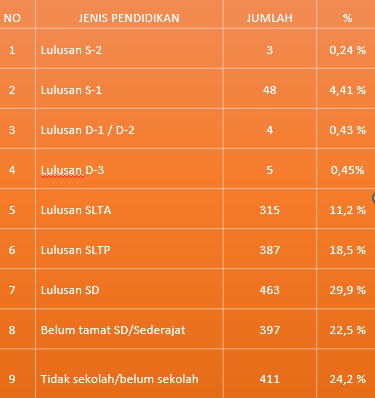 NO JENIS PENDIDIKAN JUMLAH %
1 Lulusan S-2 3 0,24 %
2 Lulusan S-1 48 4,41 %
3 Lulusan D-1 / D-2 4 0,43 %
4 Lulusan D-3 5 0,45%
5 Lulusan SLTA 315 11,2 %
6 Lulusan SLTP 387 18,5 %
7 Lulusan SD 463 29,9 %
8 Belum tamat SD/Sederajat 397 22,5 %
9 Tidak sekolah/belum sekolah 411 24,2 %